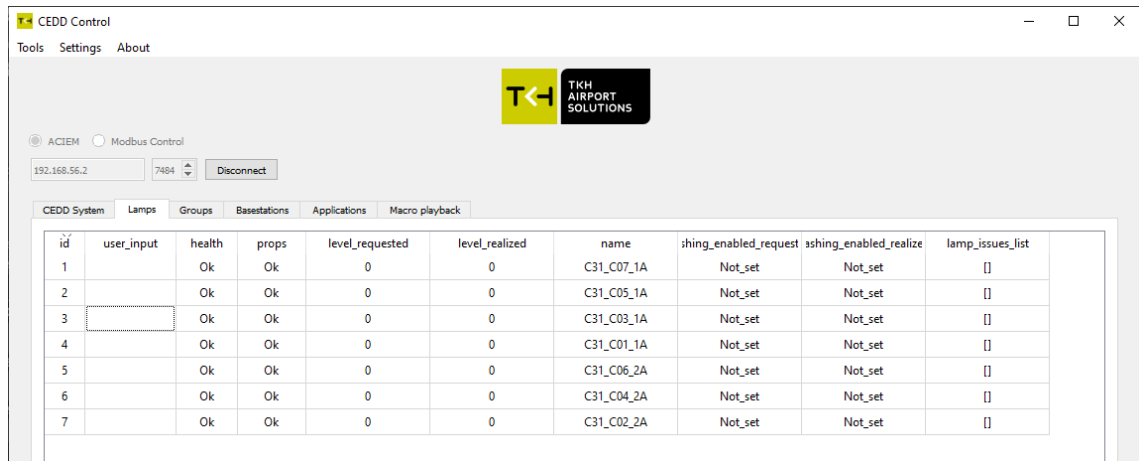 CEDD Control
Tools Settings About
TKH
TKH
AIRPORT
SOLUTIONS
ACIEM Modbus Control
192.168.56.2 7484 Disconnect
CEDD System Lamps Groups Basestations Applications Macro playback
id user_input health props level_requested level_realized name shing_enabled_request ashing_enabled_realize lamp_issues_list
1 Ok Ok 0 0 C31_C07_1A Not_set Not_set []
2 Ok Ok 0 0 C31_C05_1A Not_set Not_set []
3 Ok Ok 0 0 C31_C03_1A Not_set Not_set []
4 Ok Ok 0 0 C31_C01_1A Not_set Not_set []
5 Ok Ok 0 0 C31_C06_2A Not_set Not_set []
6 Ok Ok 0 0 C31_C04_2A Not_set Not_set []
7 Ok Ok 0 0 C31_C02_2A Not_set Not_set []